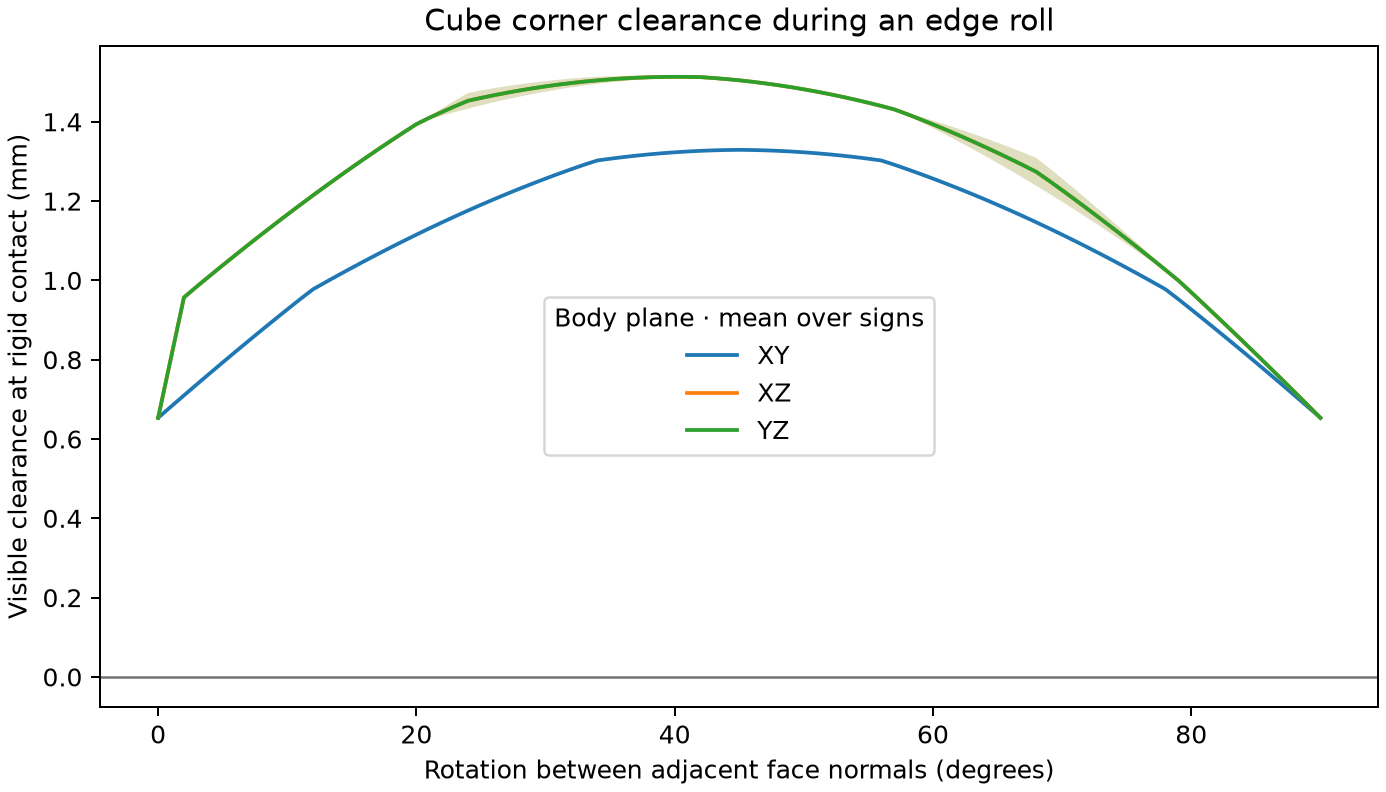 Cube corner clearance during an edge roll
Visible clearance at rigid contact (mm)
1.4
1.2
1.0
0.8
0.6
0.4
0.2
0.0
Body plane · mean over signs
XY
XZ
YZ
0 20 40 60 80
Rotation between adjacent face normals (degrees)